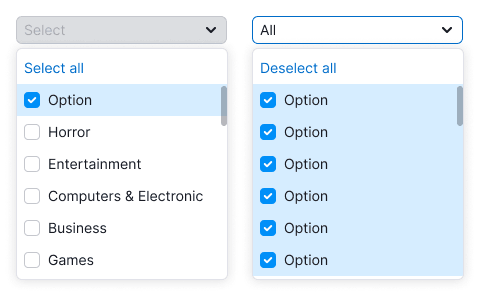 Select
Select all
Option
Horror
Entertainment
Computers & Electronic
Business
Games
All
Deselect all
Option
Option
Option
Option
Option
Option